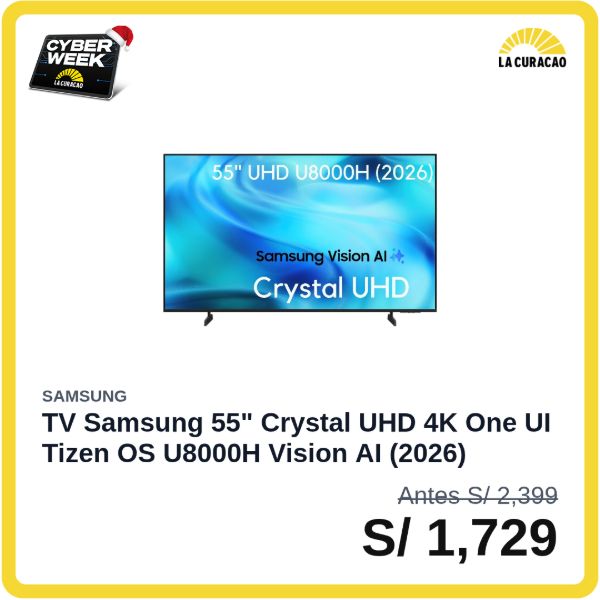 CYBER
WEEK
LA CURACAO
LA CURACAO
55" UHD U8000H (2026)
Samsung Vision AI
Crystal UHD
SAMSUNG
TV Samsung 55" Crystal UHD 4K One UI
Tizen OS U8000H Vision AI (2026)
Antes S/ 2,399
S/ 1,729